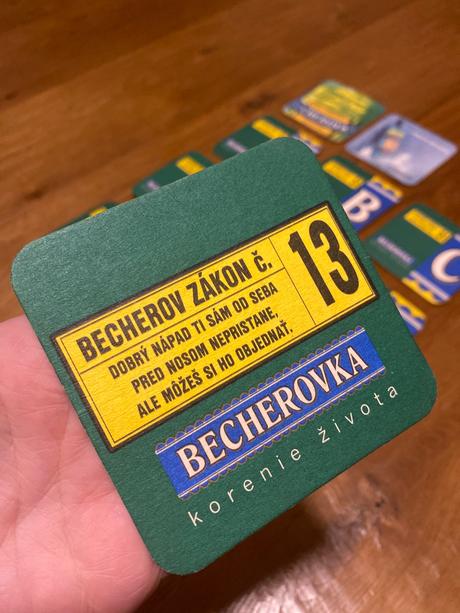 BECHEROV ZÁKON Č.
13
DOBRÝ NÁPAD TI SÁM OD SEBA
PRED NOSOM NEPRISTANE,
ALE MÔŽEŠ SI HO OBJEDNAŤ.
BECHEROVKA
korenie života
B
C